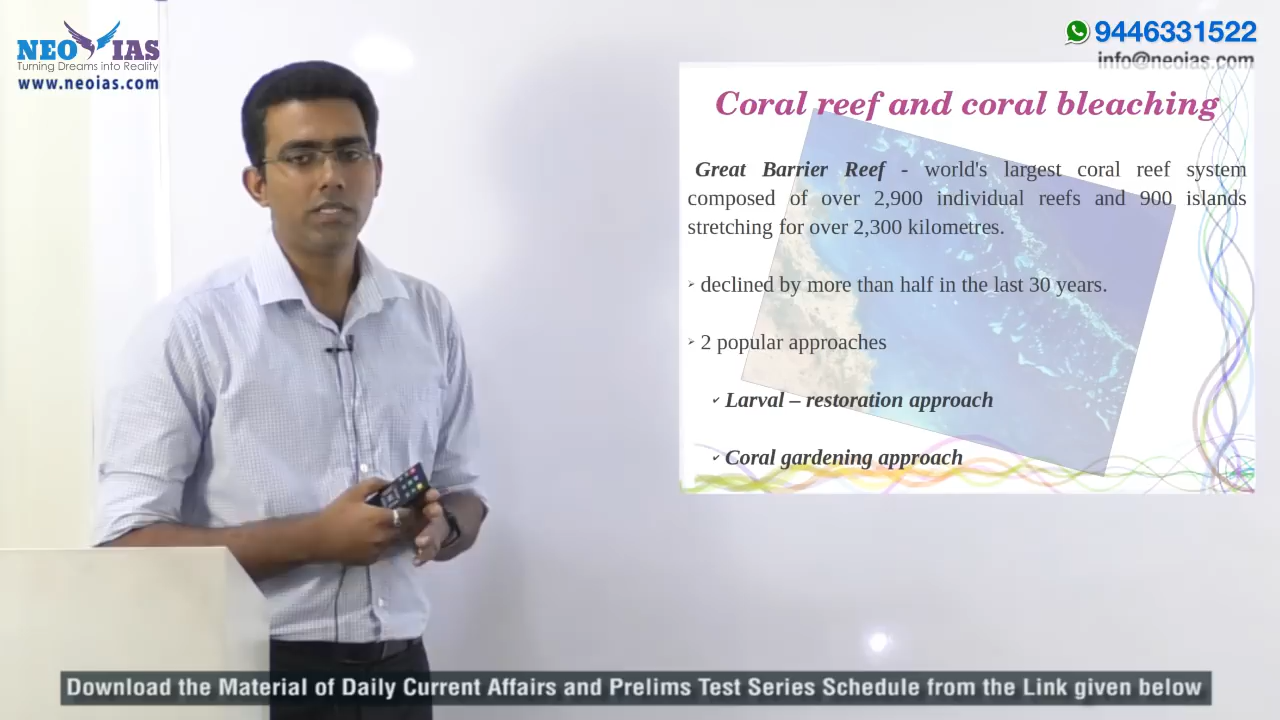 NEO IAS
Turning Dreams into Reality
www.neoias.com
9446331522
info@neoias.com
Coral reef and coral bleaching
Great Barrier Reef - world's largest coral reef system
composed of over 2,900 individual reefs and 900 islands
stretching for over 2,300 kilometres.
declined by more than half in the last 30 years.
2 popular approaches
Larval – restoration approach
Coral gardening approach
Download the Material of Daily Current Affairs and Prelims Test Series Schedule from the Link given below